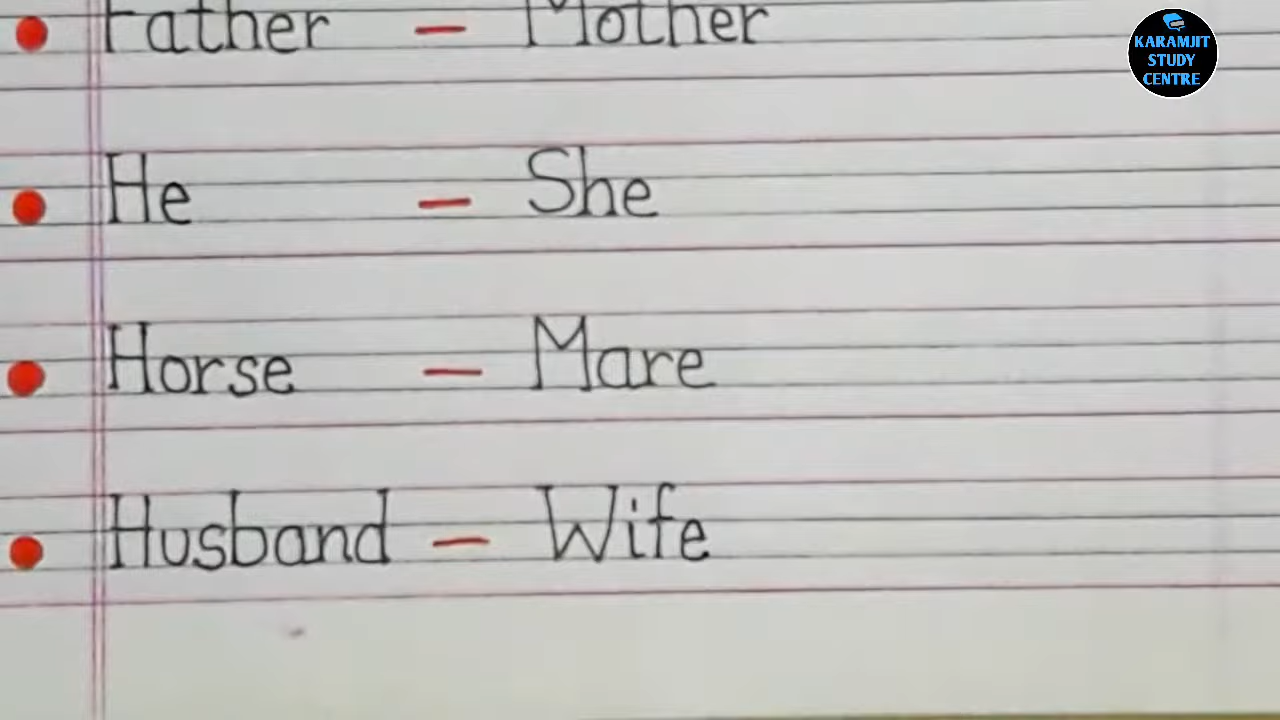 Father – Mother
He – She
Horse – Mare
Husband – Wife
KARAMJIT
STUDY
CENTRE